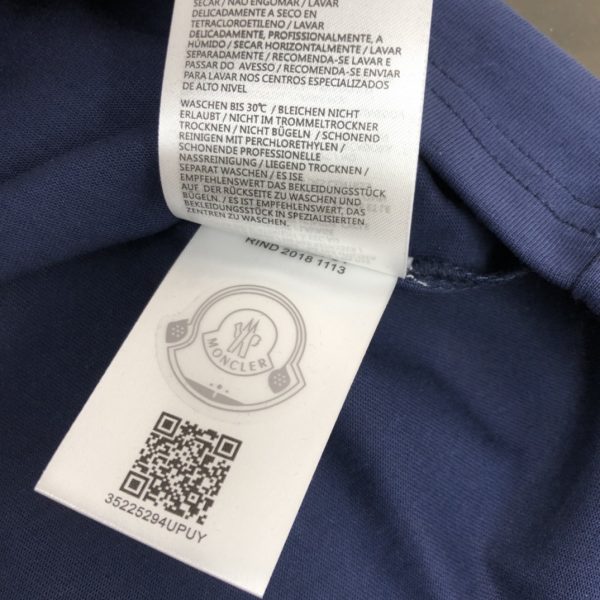 SECAR / NÃO ENGOMAR / LAVAR
DELICADAMENTE A SECO EN
TETRACLOROETILENO / LAVAR
DELICADAMENTE, PROFISSIONALMENTE, A
HÚMIDO / SECAR HORIZONTALMENTE / LAVAR
SEPARADAMENTE / RECOMENDA-SE LAVAR E
PASSAR DO AVESSO / RECOMENDA-SE ENVIAR
PARA LAVAR NOS CENTROS ESPECIALIZADOS
DE ALTO NIVEL
WASCHEN BIS 30℃ / BLEICHEN NICHT
ERLAUBT / NICHT IM TROMMELTROCKNER
TROCKNEN / NICHT BÜGELN / SCHONEND
REINIGEN MIT PERCHLORETHYLEN /
SCHONENDE PROFESSIONELLE
NASSREINIGUNG / LIEGEND TROCKNEN /
SEPARAT WASCHEN / ES ISE
EMPFEHLENSWERT DAS BEKLEIDUNGSSTÜCK
AUF DER RÜCKSEITE ZU WASCHEN UND
BÜGELN. / ES IST EMPFEHLENSWERT, DAS
BEKLEIDUNGSSTÜCK IN SPEZIALISIERTEN
ZENTREN ZU WASCHEN.
RIND 2018 1113
MONCLER
35225294UPUY